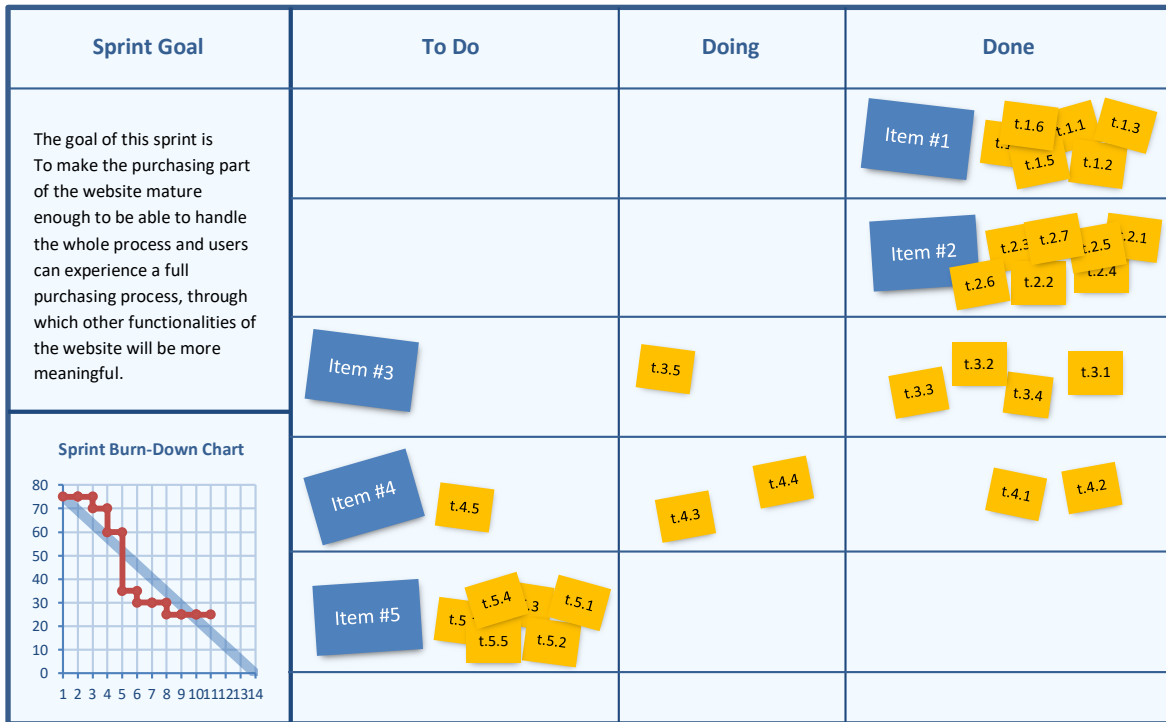 Sprint Goal
To Do
Doing
Done
The goal of this sprint is
To make the purchasing part
of the website mature
enough to be able to handle
the whole process and users
can experience a full
purchasing process, through
which other functionalities of
the website will be more
meaningful.
Item #1
t.1.6
t.1.1
t.1.3
t.1.5
t.1.2
Item #2
t.2.3
t.2.7
t.2.5
t.2.1
t.2.6
t.2.2
t.2.4
Item #3
t.3.5
t.3.3
t.3.2
t.3.4
t.3.1
Item #4
t.4.5
t.4.3
t.4.4
t.4.1
t.4.2
Item #5
t.5.4
t.5.1
t.5.5
t.5.2
Sprint Burn-Down Chart
80
70
60
50
40
30
20
10
0
1 2 3 4 5 6 7 8 9 10 11 12 13 14